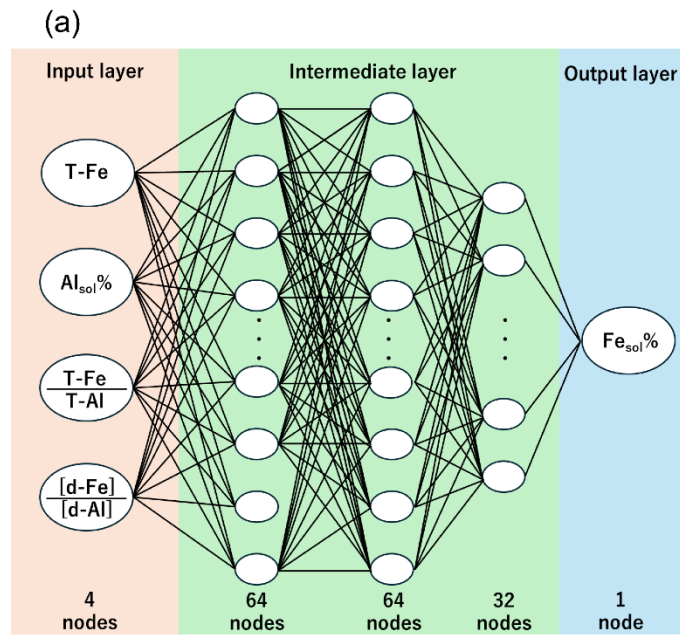 (a)
Input layer
Intermediate layer
Output layer
T-Fe
Al_sol%
T-Fe
T-Al
[d-Fe]
[d-Al]
Fe_sol%
4
nodes
64
nodes
64
nodes
32
nodes
1
node